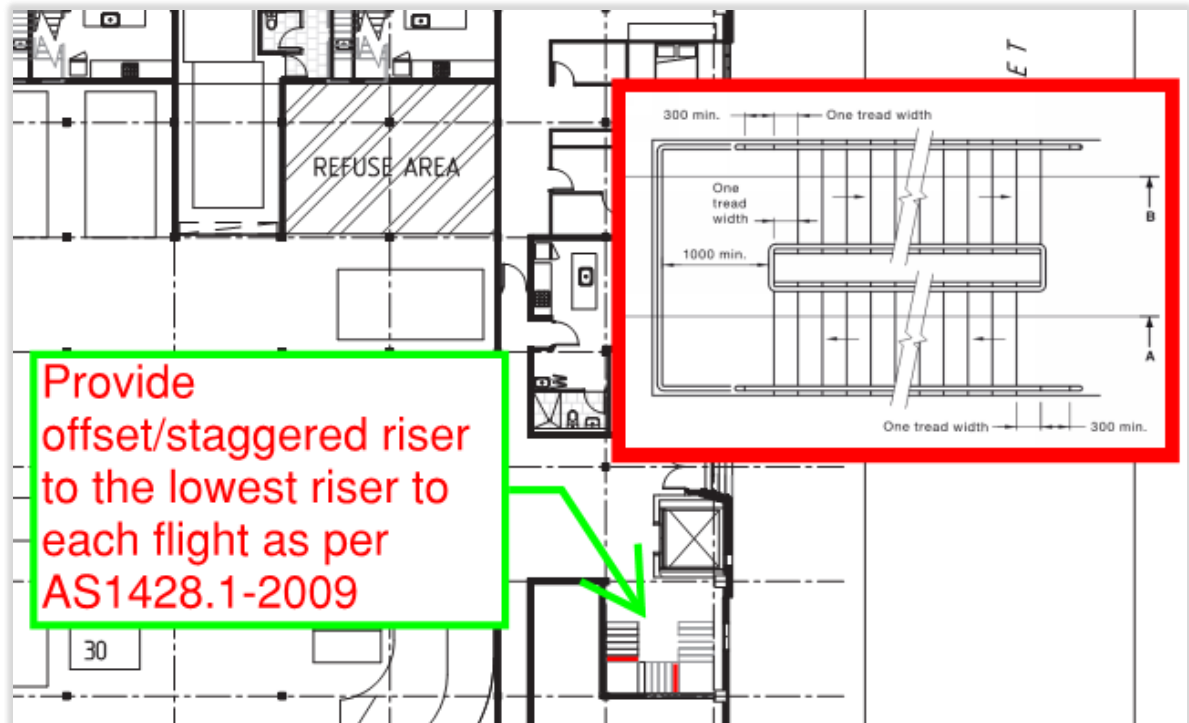 ET
REFUSE AREA
300 min.
One tread width
One
tread
width
B
1000 min.
A
One tread width
300 min.
Provide
offset/staggered riser
to the lowest riser to
each flight as per
AS1428.1-2009
W
30